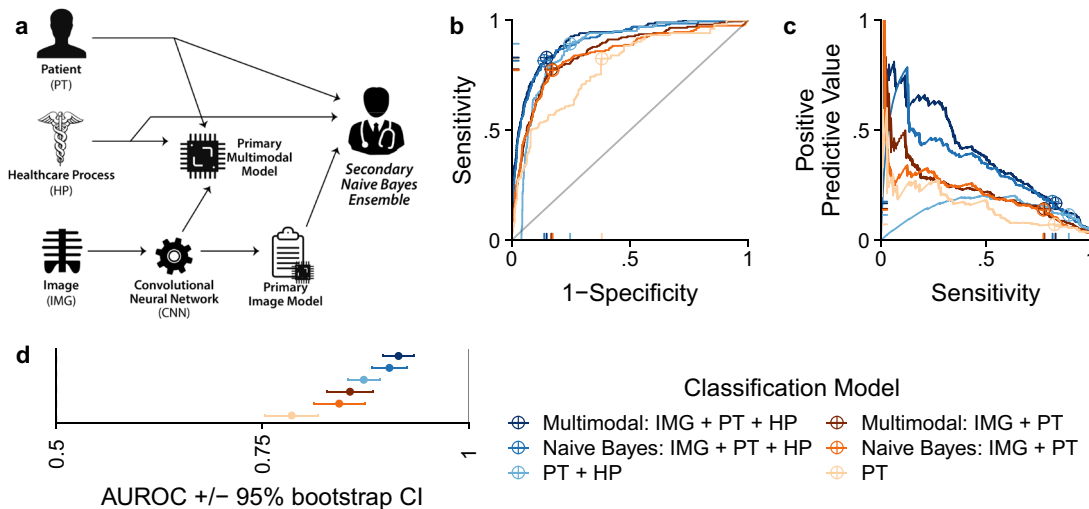 a
Patient
(PT)
Healthcare Process
(HP)
Image
(IMG)
Primary
Multimodal
Model
Convolutional
Neural Network
(CNN)
Primary
Image Model
Secondary
Naive Bayes
Ensemble
b
Sensitivity
1
.5
0
0
.5
1
1−Specificity
c
Positive
Predictive Value
1
.5
0
0
.5
1
Sensitivity
d
0.5
0.75
1
AUROC +/− 95% bootstrap CI
Classification Model
Multimodal: IMG + PT + HP
Naive Bayes: IMG + PT + HP
PT + HP
Multimodal: IMG + PT
Naive Bayes: IMG + PT
PT